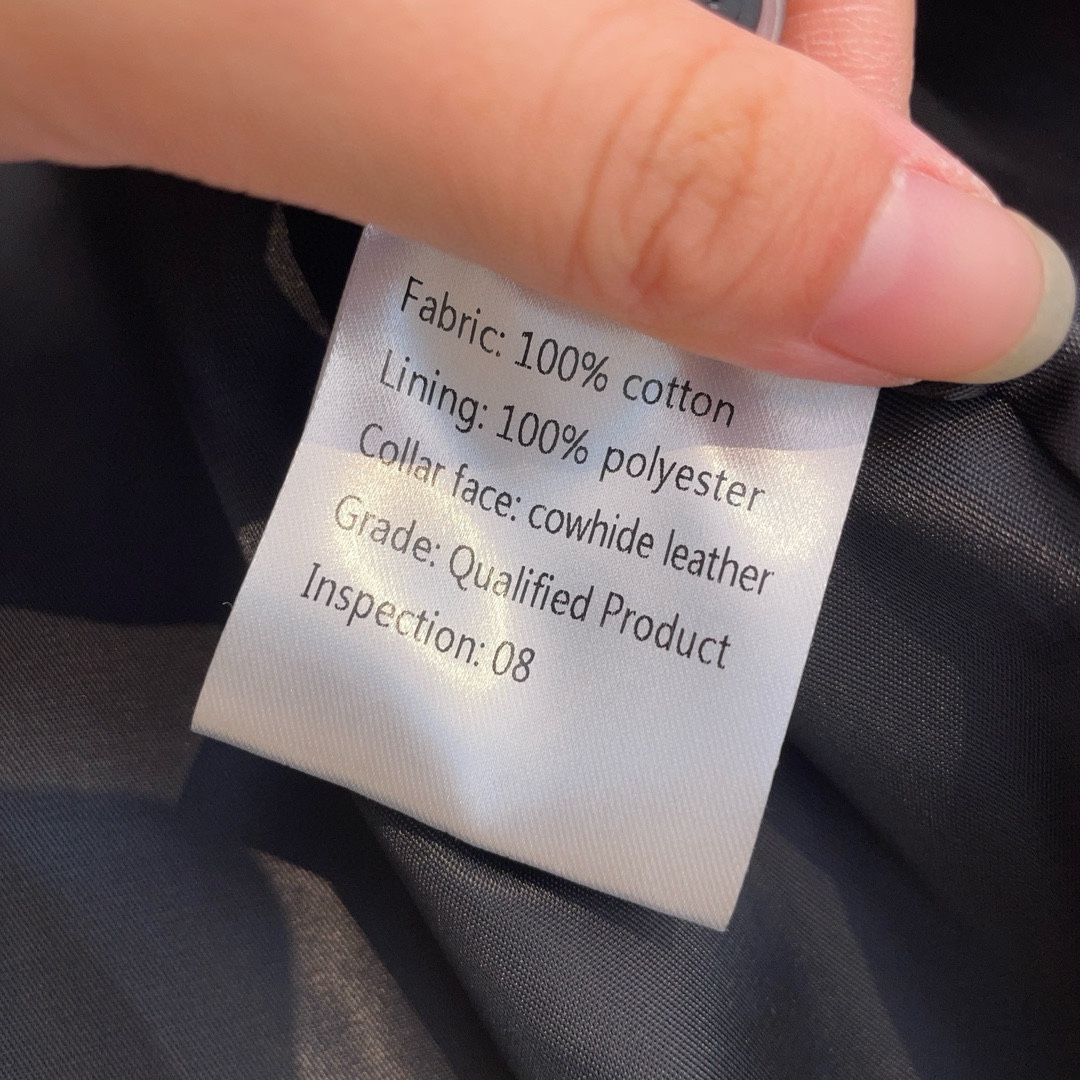 Fabric: 100% cotton
Lining: 100% polyester
Collar face: cowhide leather
Grade: Qualified Product
Inspection: 08